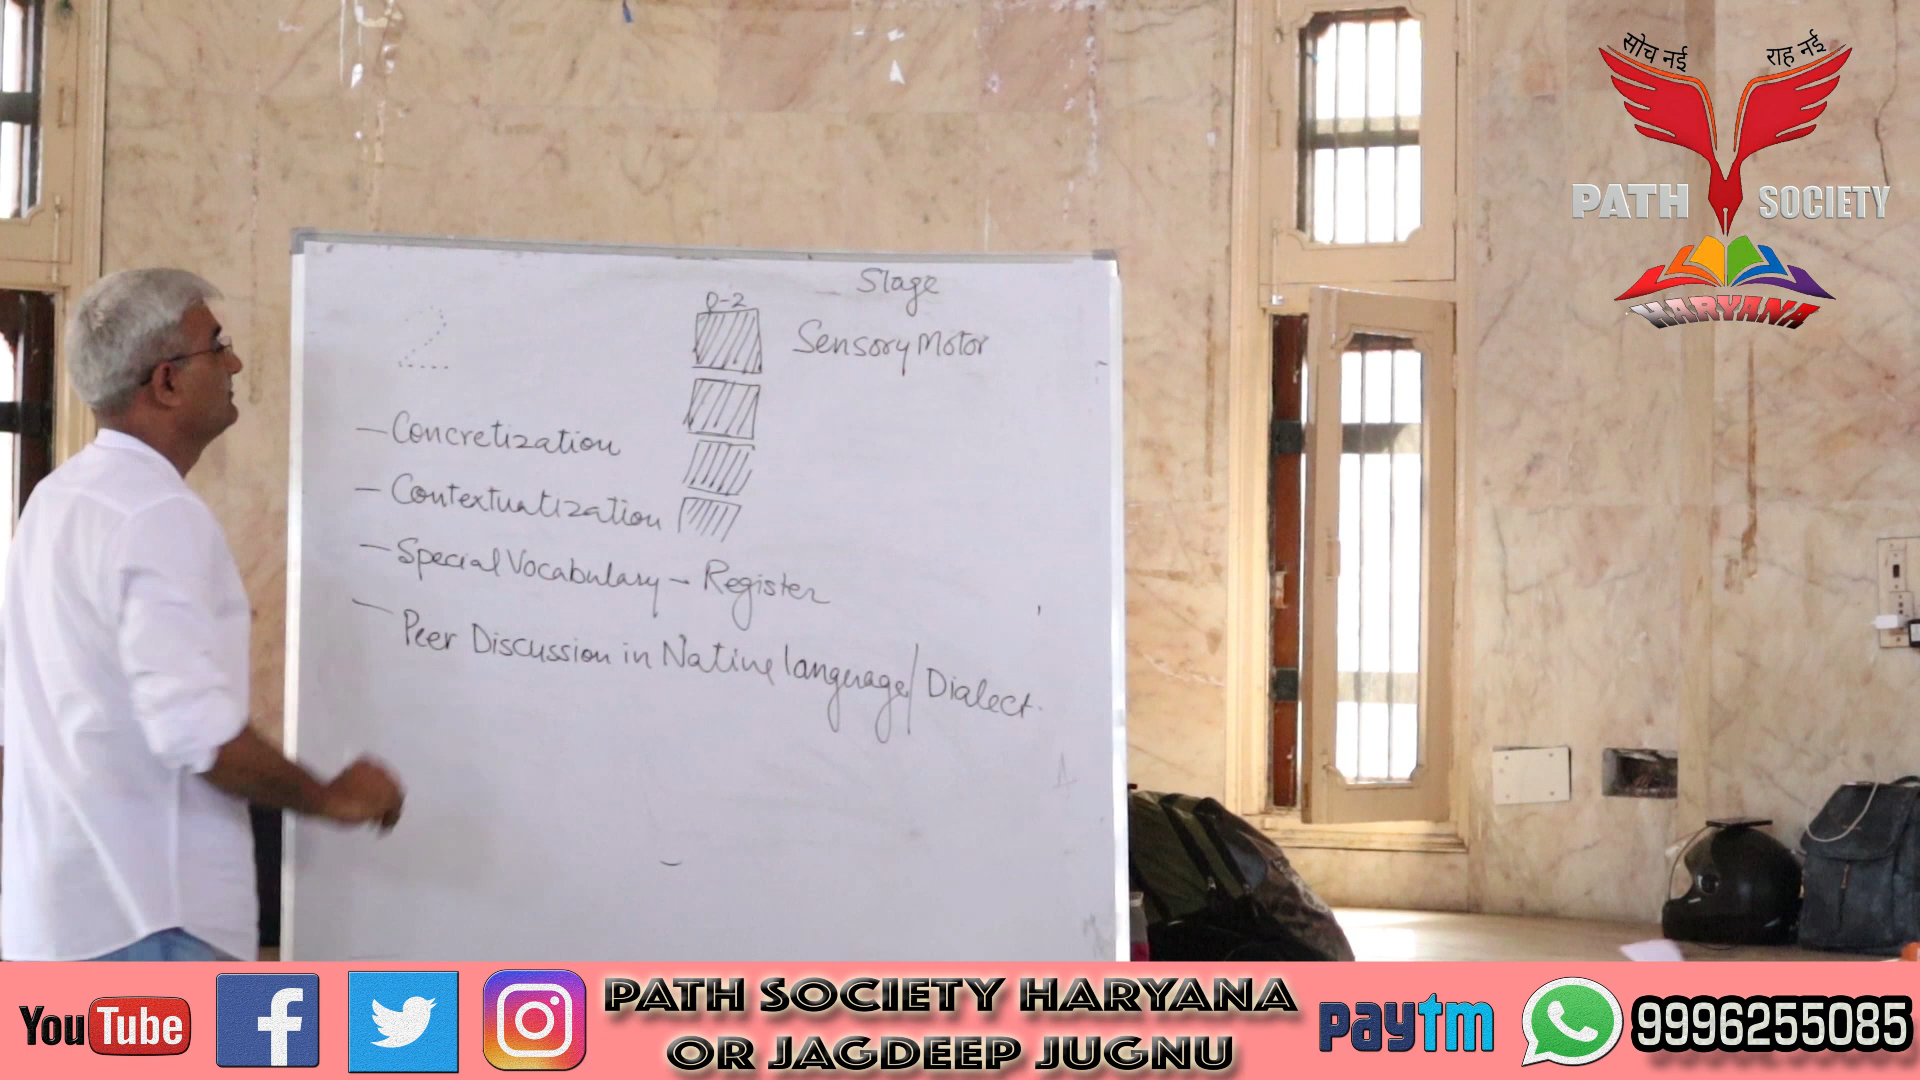 सोच नई राह नई
PATH SOCIETY
HARYANA
Stage
0-2
Sensory Motor
2
- Concretization
- Contextualization
- Special Vocabulary - Register
- Peer Discussion in Native language/Dialect.
YouTube
f
PATH SOCIETY HARYANA
OR JAGDEEP JUGNU
paytm
9996255085